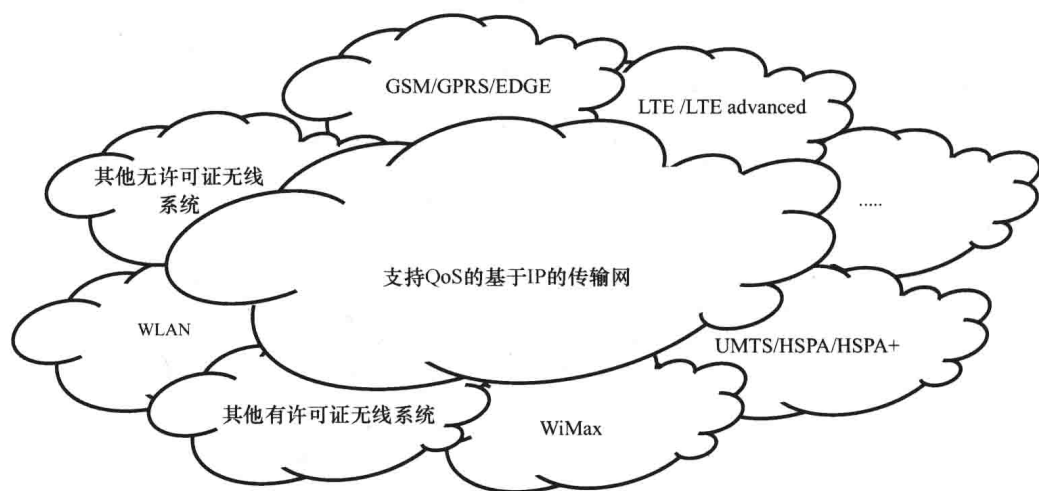 GSM/GPRS/EDGE
LTE /LTE advanced
其他无许可证无线
系统
.....
支持QoS的基于IP的传输网
WLAN
UMTS/HSPA/HSPA+
其他有许可证无线系统
WiMax